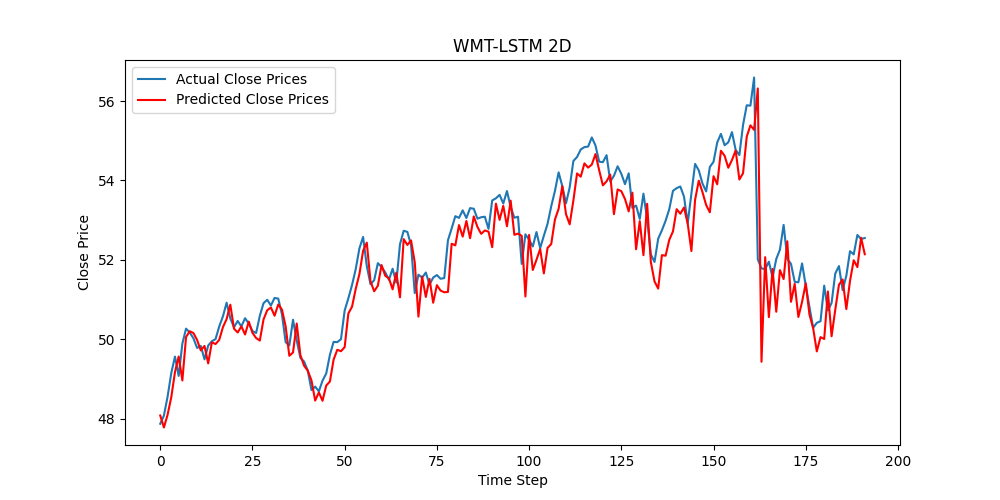 WMT-LSTM 2D
Actual Close Prices
Predicted Close Prices
Close Price
56
54
52
50
48
0 25 50 75 100 125 150 175 200
Time Step